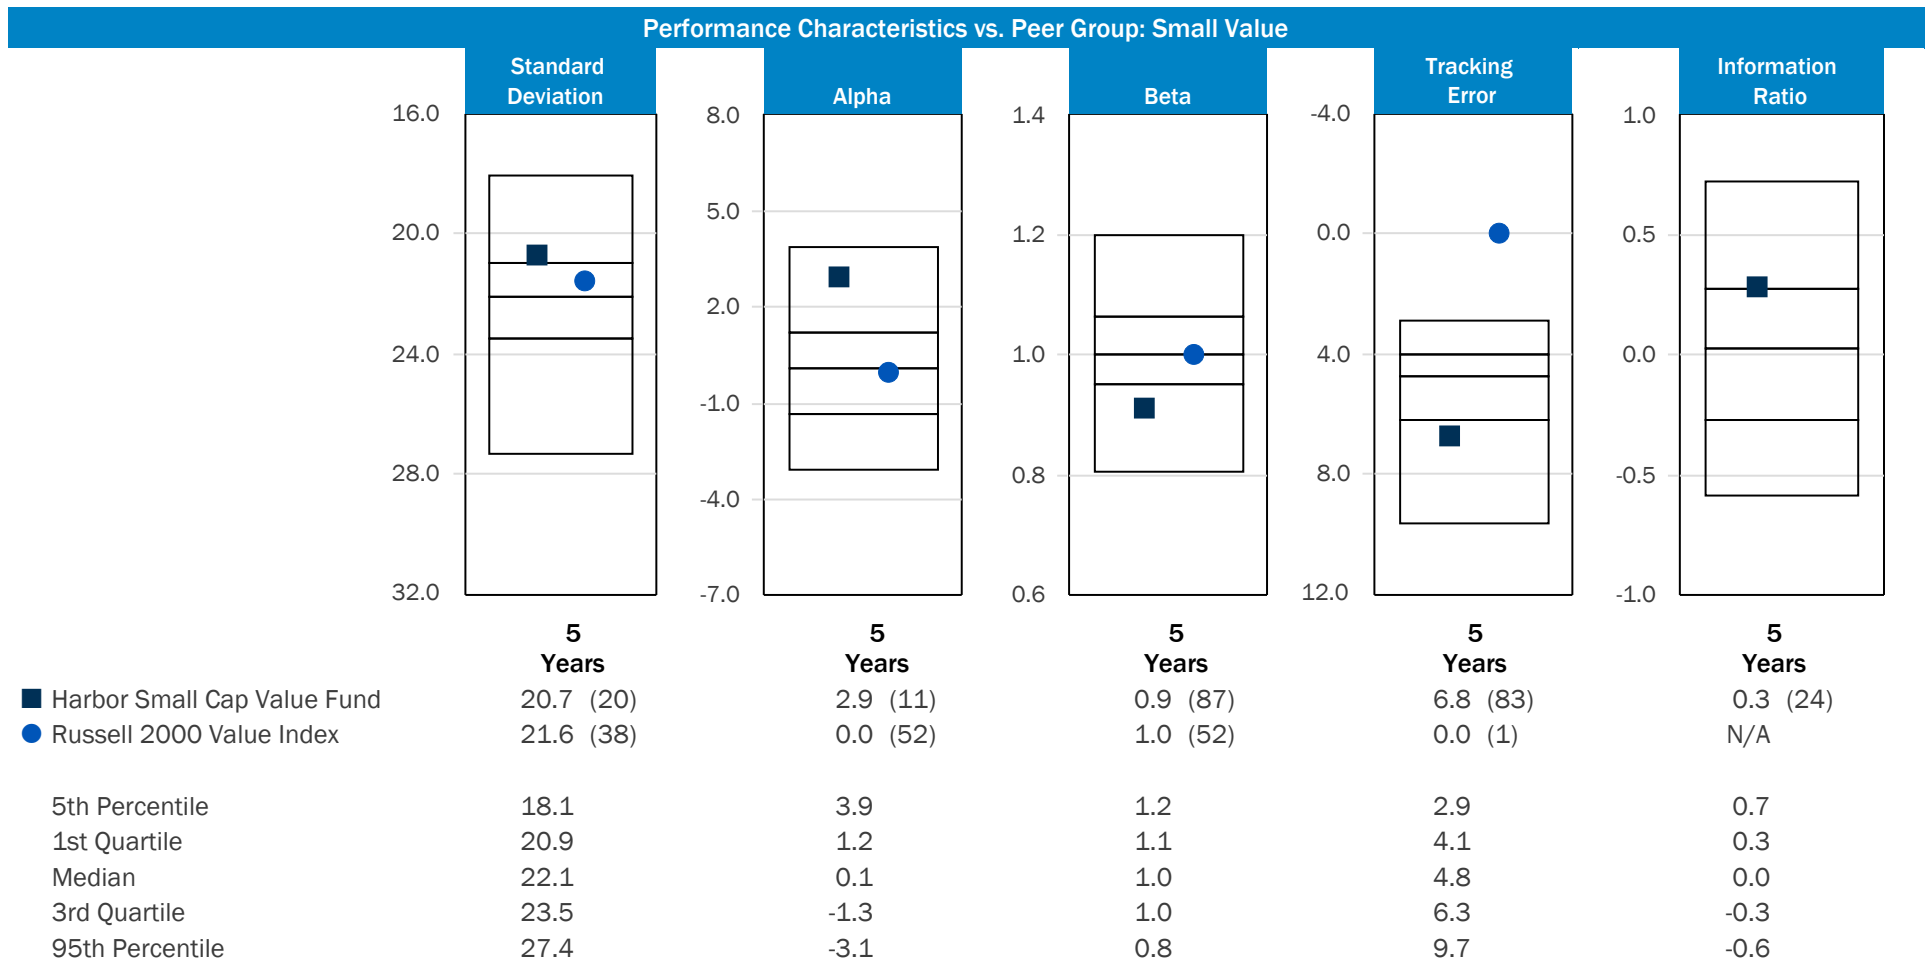 Performance Characteristics vs. Peer Group: Small Value
Standard
Deviation
Alpha
Beta
Tracking
Error
Information
Ratio
16.0
20.0
24.0
28.0
32.0
8.0
5.0
2.0
-1.0
-4.0
-7.0
1.4
1.2
1.0
0.8
0.6
-4.0
0.0
4.0
8.0
12.0
1.0
0.5
0.0
-0.5
-1.0
5 5 5 5 5
Years Years Years Years Years
Harbor Small Cap Value Fund 20.7 (20) 2.9 (11) 0.9 (87) 6.8 (83) 0.3 (24)
Russell 2000 Value Index 21.6 (38) 0.0 (52) 1.0 (52) 0.0 (1) N/A
5th Percentile 18.1 3.9 1.2 2.9 0.7
1st Quartile 20.9 1.2 1.1 4.1 0.3
Median 22.1 0.1 1.0 4.8 0.0
3rd Quartile 23.5 -1.3 1.0 6.3 -0.3
95th Percentile 27.4 -3.1 0.8 9.7 -0.6